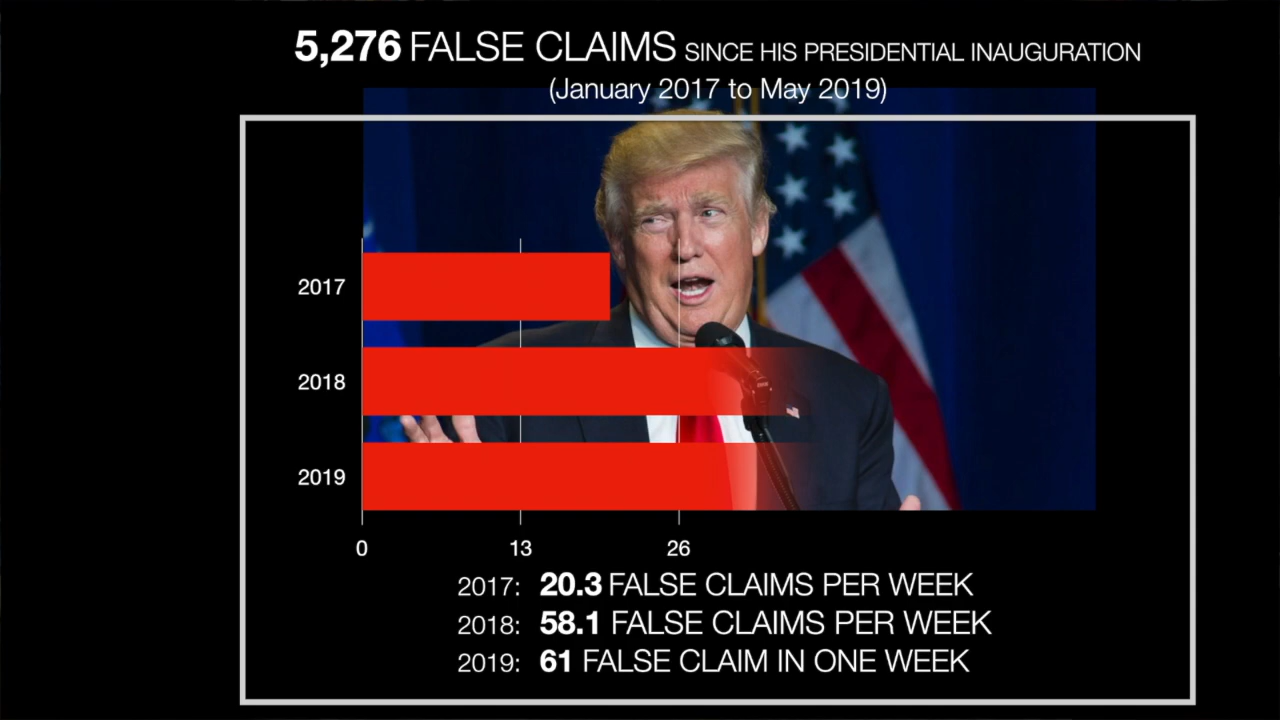 5,276 FALSE CLAIMS SINCE HIS PRESIDENTIAL INAUGURATION
(January 2017 to May 2019)
2017
2018
2019
0 13 26
2017: 20.3 FALSE CLAIMS PER WEEK
2018: 58.1 FALSE CLAIMS PER WEEK
2019: 61 FALSE CLAIM IN ONE WEEK